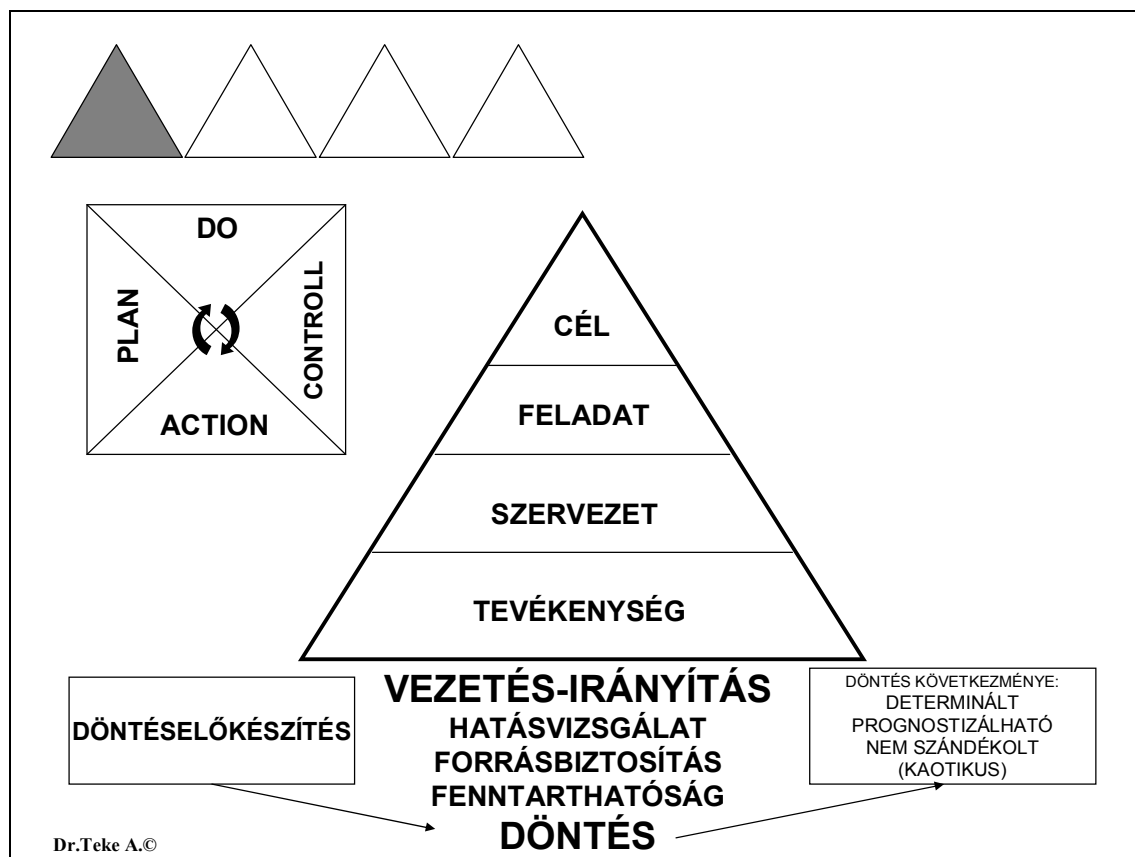 DO
PLAN
CONTROLL
ACTION
CÉL
FELADAT
SZERVEZET
TEVÉKENYSÉG
DÖNTÉSELŐKÉSZÍTÉS
VEZETÉS-IRÁNYÍTÁS
HATÁSVIZSGÁLAT
FORRÁSBIZTOSÍTÁS
FENNTARTHATÓSÁG
DÖNTÉS
DÖNTÉS KÖVETKEZMÉNYE:
DETERMINÁLT
PROGNOSTIZÁLHATÓ
NEM SZÁNDÉKOLT
(KAOTIKUS)
Dr.Teke A.©